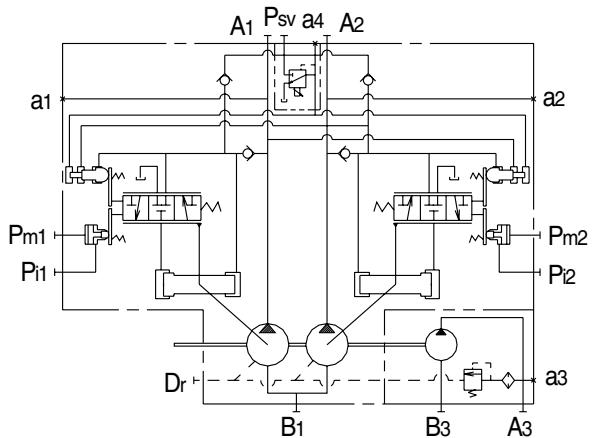 A1 Psv a4 A2
a1 a2
Pm1 Pm2
Pi1 Pi2
Dr a3
B1 B3 A3